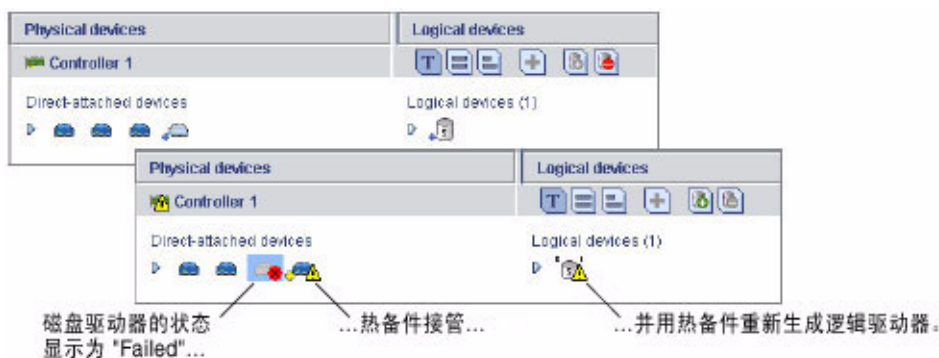 Physical devices
Logical devices
Controller 1
Direct-attached devices
Logical devices (1)
Physical devices
Logical devices
Controller 1
Direct-attached devices
Logical devices (1)
磁盘驱动器的状态
显示为 "Failed"...
...热备件接管...
...并用热备件重新生成逻辑驱动器。